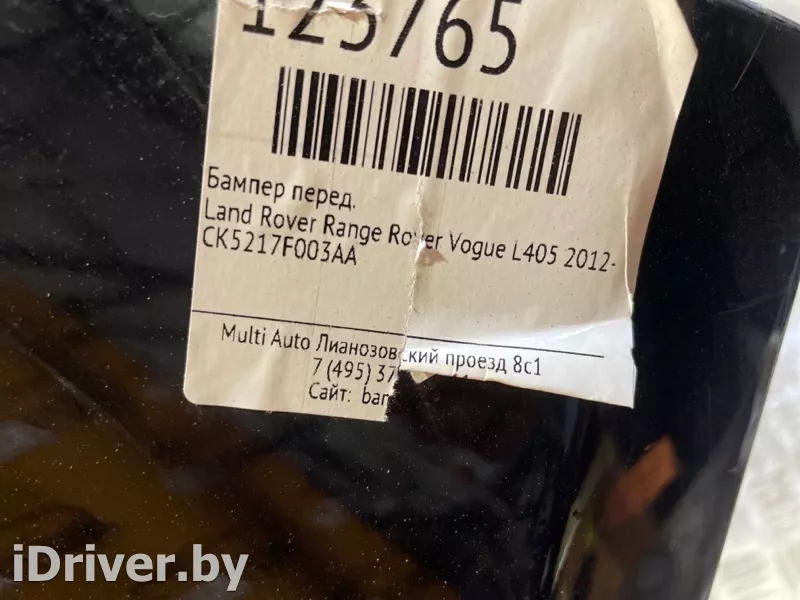 123765
Бампер перед.
Land Rover Range Rover Vogue L405 2012-
CK5217F003AA
Multi Auto Лианозовский проезд 8с1
7 (495) 37
Сайт: bam
iDriver.by